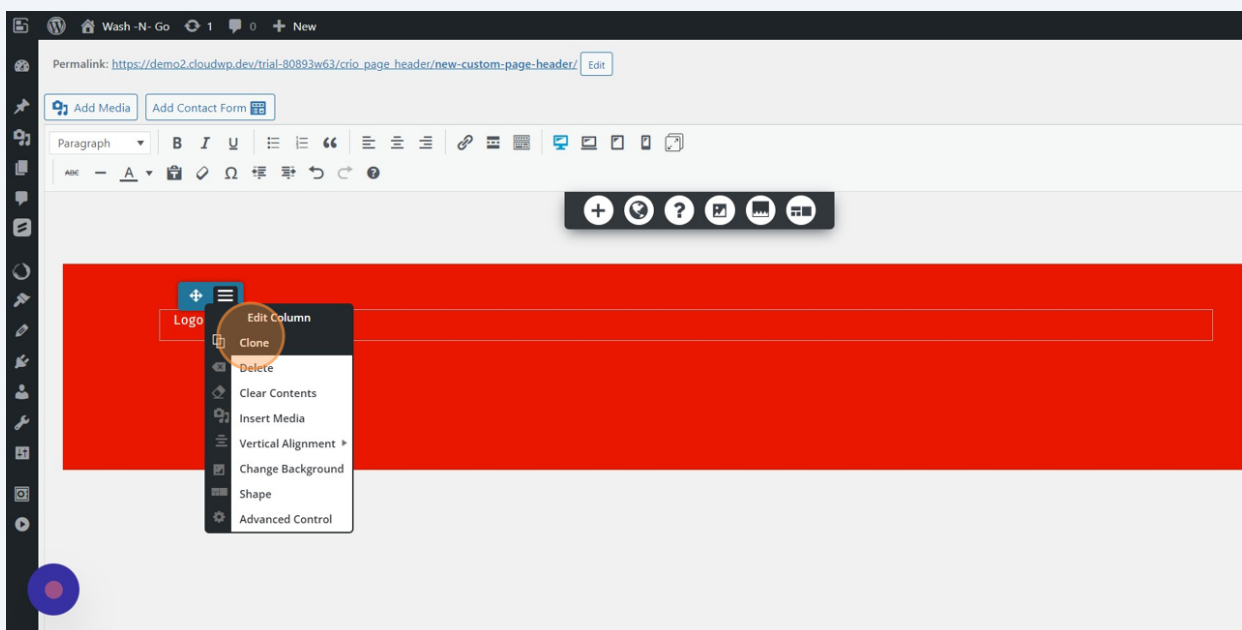 Wash -N- Go 1 0 New
Permalink: https://demo2.cloudwp.dev/trial-80893w63/crio_page_header/new-custom-page-header/ Edit
Add Media Add Contact Form
Paragraph B I U
ABC A Ω
Logo
Edit Column
Clone
Delete
Clear Contents
Insert Media
Vertical Alignment
Change Background
Shape
Advanced Control